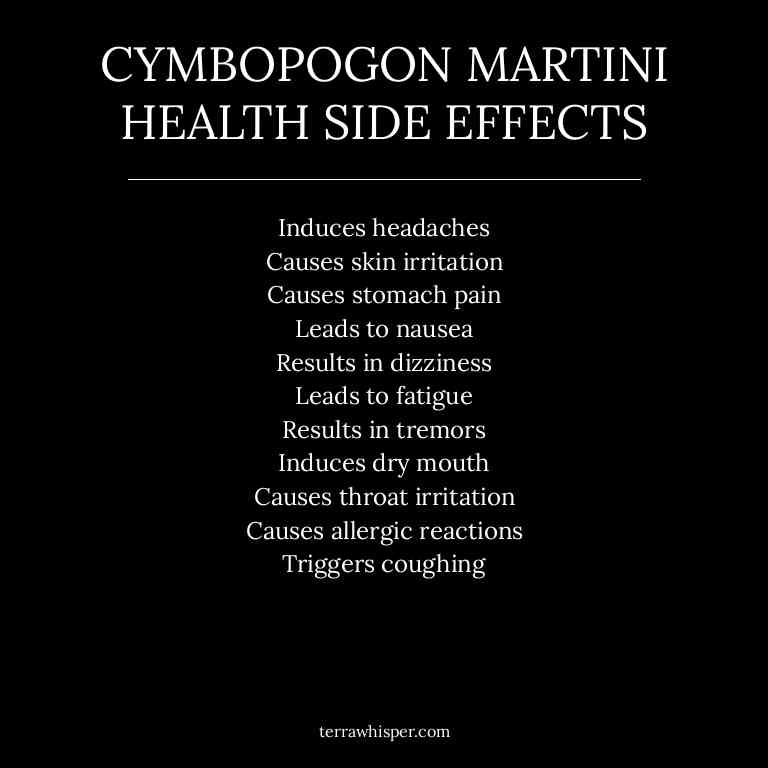 CYMBOPOGON MARTINI
HEALTH SIDE EFFECTS
Induces headaches
Causes skin irritation
Causes stomach pain
Leads to nausea
Results in dizziness
Leads to fatigue
Results in tremors
Induces dry mouth
Causes throat irritation
Causes allergic reactions
Triggers coughing
terrawhisper.com